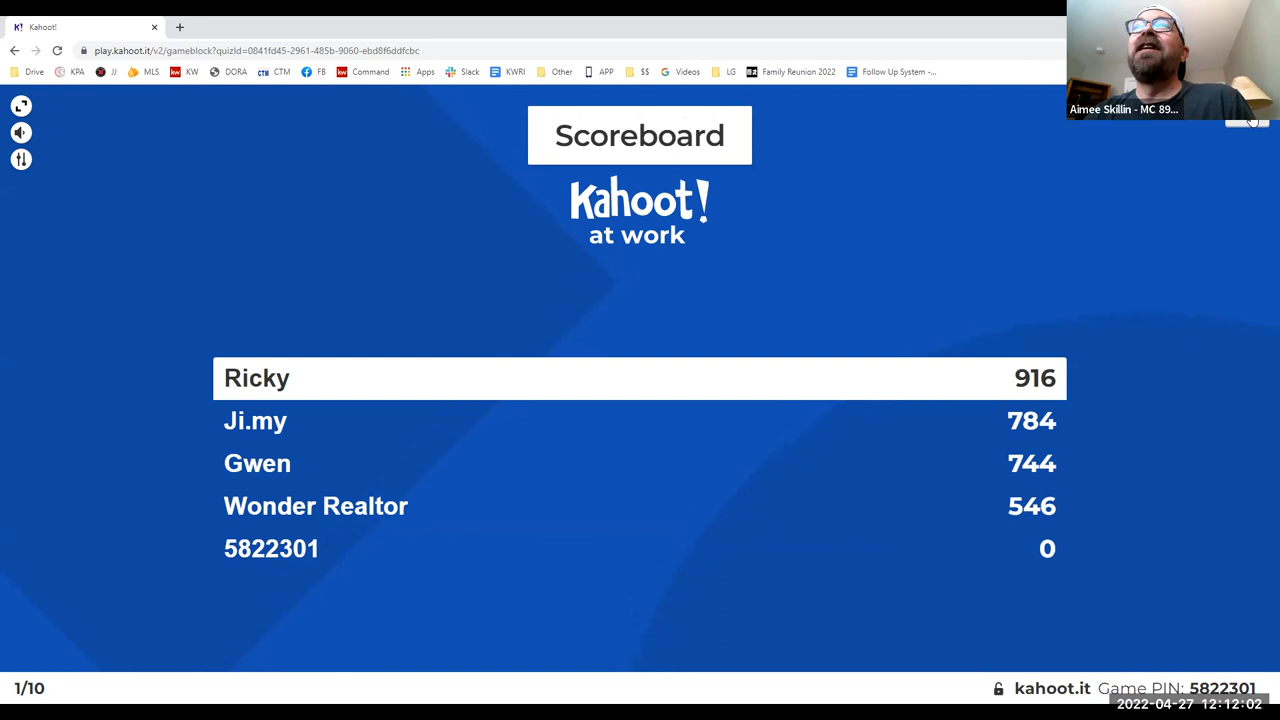 K! Kahoot!
play.kahoot.it/v2/gameblock?quizId=0841fd45-2961-485b-9060-ebd8f6ddfcbc
Drive KPA JJ MLS kw KW DORA CTM CTM FB kw Command Apps Slack KWRI Other APP $$ Videos LG Family Reunion 2022 Follow Up System -...
Aimee Skillin - MC 89...
Scoreboard
Kahoot!
at work
Ricky 916
Ji.my 784
Gwen 744
Wonder Realtor 546
5822301 0
1/10 kahoot.it Game PIN: 5822301
2022-04-27 12:12:02